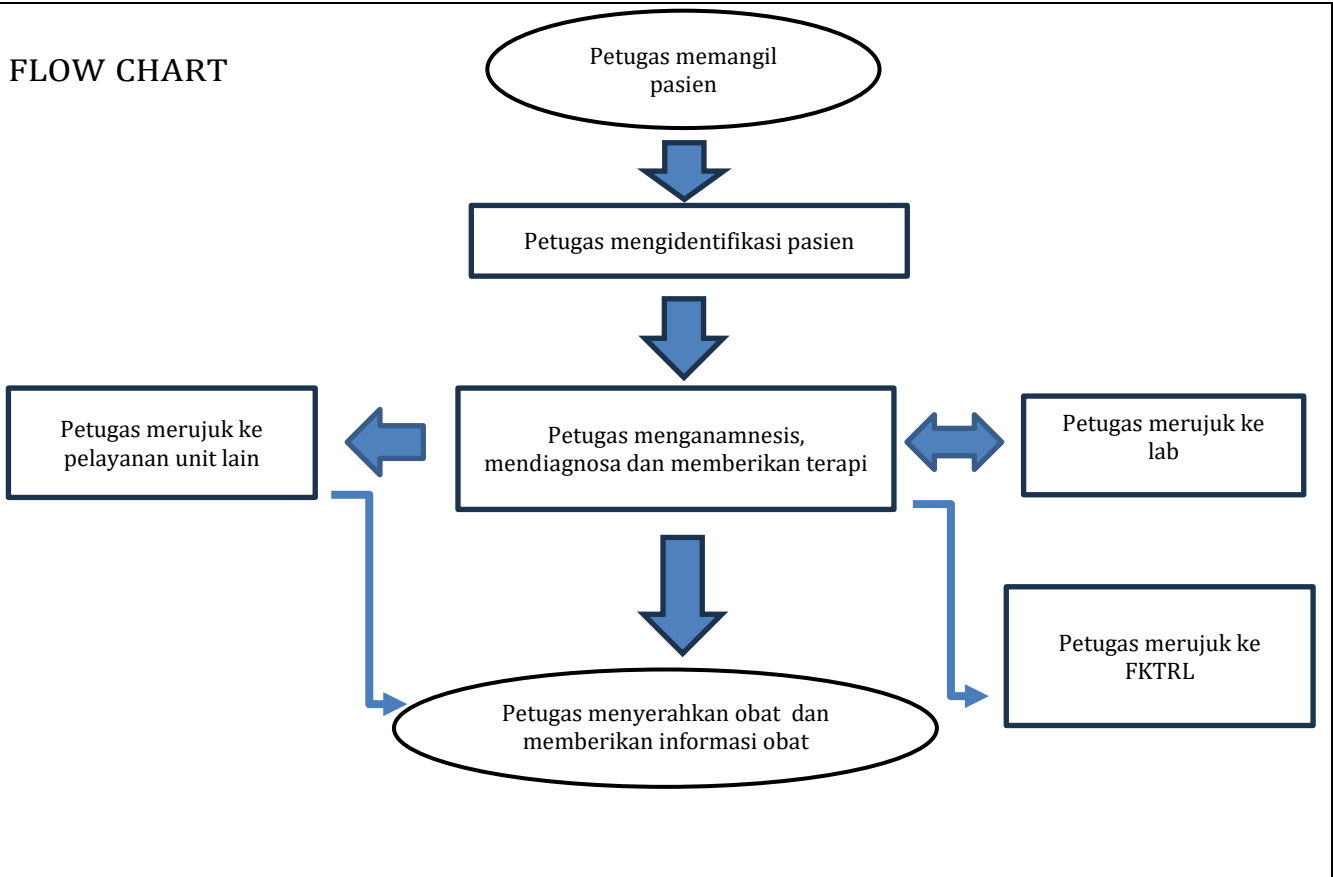 FLOW CHART
Petugas memangil
pasien
Petugas mengidentifikasi pasien
Petugas merujuk ke
pelayanan unit lain
Petugas menganamnesis,
mendiagnosa dan memberikan terapi
Petugas merujuk ke
lab
Petugas merujuk ke
FKTRL
Petugas menyerahkan obat  dan
memberikan informasi obat